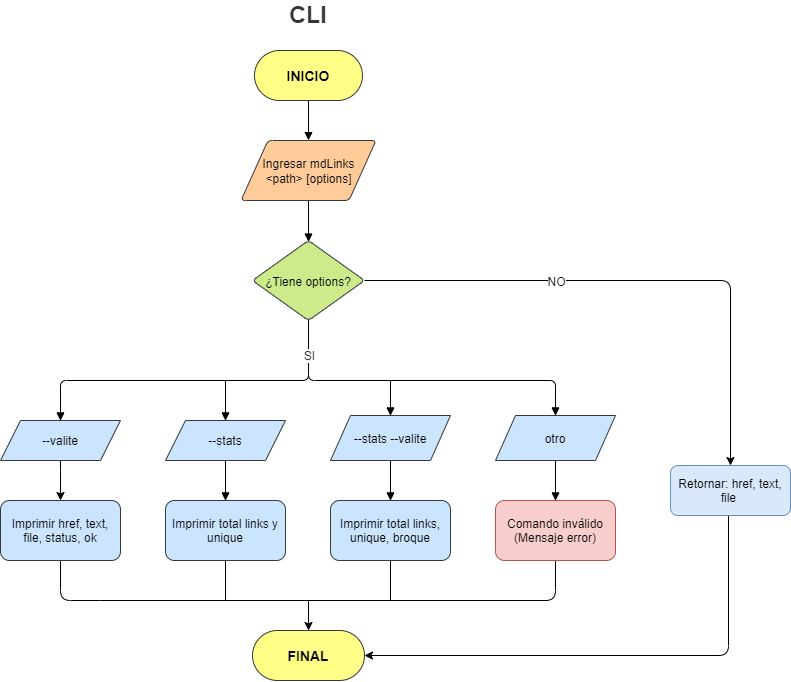 CLI
INICIO
Ingresar mdLinks
<path> [options]
¿Tiene options?
NO
SI
--valite
--stats
--stats --valite
otro
Retornar: href, text,
file
Imprimir href, text,
file, status, ok
Imprimir total links y
unique
Imprimir total links,
unique, broque
Comando inválido
(Mensaje error)
FINAL